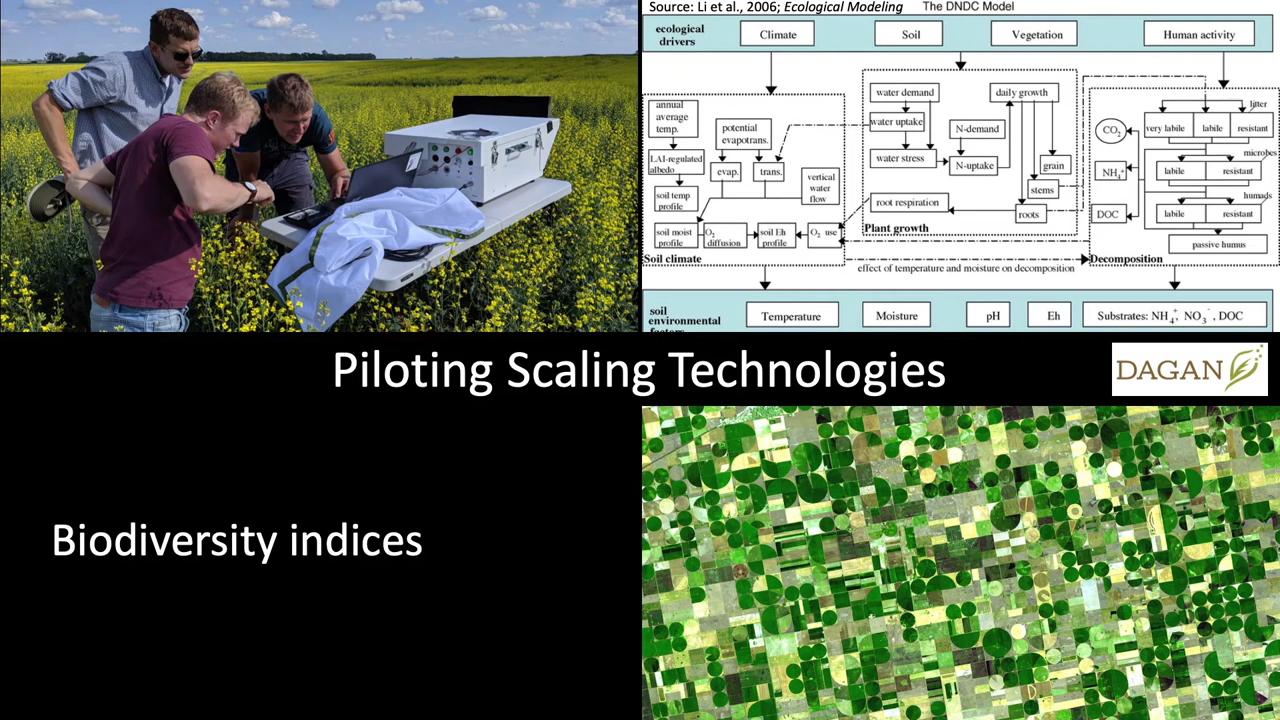 Source: Li et al., 2006; Ecological Modeling
The DNDC Model
ecological
drivers
Climate
Soil
Vegetation
Human activity
annual
average
temp.
LAI-regulated
albedo
soil temp
profile
soil moist
profile
potential
evapotrans.
evap.
trans.
vertical
water
flow
O2
diffusion
soil Eh
profile
O2 use
Soil climate
water demand
water uptake
water stress
daily growth
N-demand
N-uptake
grain
stems
roots
root respiration
Plant growth
effect of temperature and moisture on decomposition
litter
CO2
very labile
labile
resistant
microbes
NH4+
labile
resistant
humads
DOC
labile
resistant
passive humus
Decomposition
soil
environmental
factors
Temperature
Moisture
pH
Eh
Substrates: NH4+, NO3-, DOC
Piloting Scaling Technologies
DAGAN
Biodiversity indices